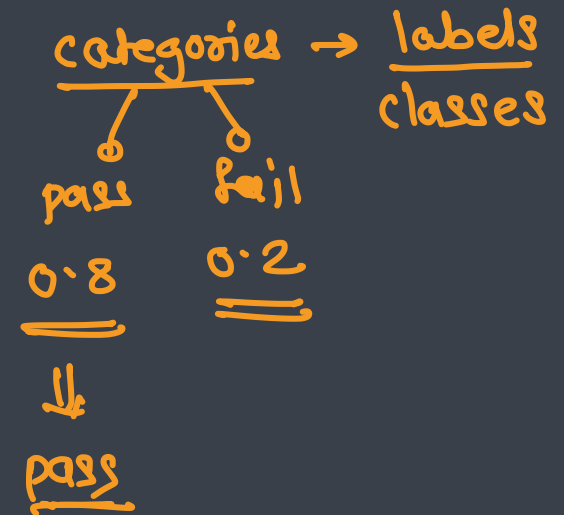 categories → labels
classes
pass fail
0.8 0.2
pass